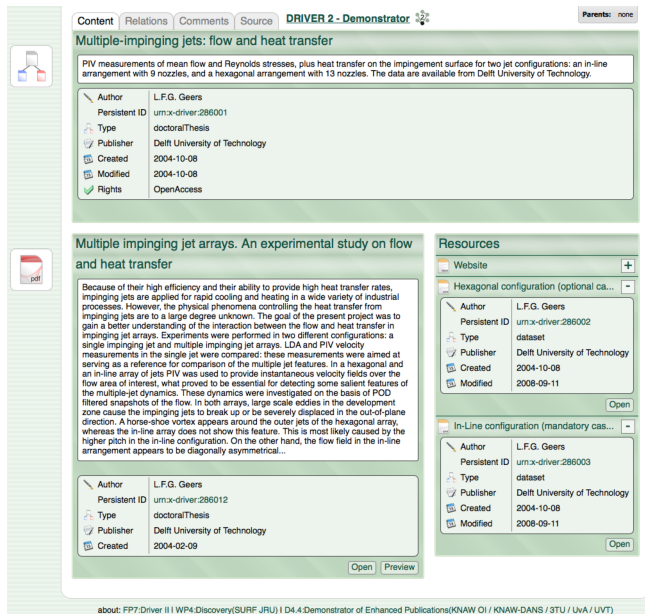 Content Relations Comments Source DRIVER 2 - Demonstrator Parents: none
Multiple-impinging jets: flow and heat transfer
PIV measurements of mean flow and Reynolds stresses, plus heat transfer on the impingement surface for two jet configurations: an in-line
arrangement with 9 nozzles, and a hexagonal arrangement with 13 nozzles. The data are available from Delft University of Technology.
Author L.F.G. Geers
Persistent ID urn:x-driver:286001
Type doctoralThesis
Publisher Delft University of Technology
Created 2004-10-08
Modified 2004-10-08
Rights OpenAccess
pdf
Multiple impinging jet arrays. An experimental study on flow
and heat transfer
Because of their high efficiency and their ability to provide high heat transfer rates,
impinging jets are applied for rapid cooling and heating in a wide variety of industrial
processes. However, the physical phenomena controlling the heat transfer from
impinging jets are to a large degree unknown. The goal of the present project was to
gain a better understanding of the interaction between the flow and heat transfer in
impinging jet arrays. Experiments were performed in two different configurations: a
single impinging jet and multiple impinging jet arrays. LDA and PIV velocity
measurements in the single jet were compared: these measurements were aimed at
serving as a reference for comparison of the multiple jet features. In a hexagonal and
an in-line array of jets PIV was used to provide instantaneous velocity fields over the
flow area of interest, what proved to be essential for detecting some salient features of
the multiple-jet dynamics. These dynamics were investigated on the basis of POD
filtered snapshots of the flow. In both arrays, large scale eddies in the development
zone cause the impinging jets to break up or be severely displaced in the out-of-plane
direction. A horse-shoe vortex appears around the outer jets of the hexagonal array,
whereas the in-line array does not show this feature. This is most likely caused by the
higher pitch in the in-line configuration. On the other hand, the flow field in the in-line
arrangement appears to be diagonally asymmetrical...
Author L.F.G. Geers
Persistent ID urn:x-driver:286012
Type doctoralThesis
Publisher Delft University of Technology
Created 2004-02-09
Open Preview
Resources
Website +
Hexagonal configuration (optional ca... -
Author L.F.G. Geers
Persistent ID urn:x-driver:286002
Type dataset
Publisher Delft University of Technology
Created 2004-10-08
Modified 2008-09-11
Open
In-Line configuration (mandatory cas... -
Author L.F.G. Geers
Persistent ID urn:x-driver:286003
Type dataset
Publisher Delft University of Technology
Created 2004-10-08
Modified 2008-09-11
Open
about: FP7:Driver II I WP4:Discovery(SURF JRU) I D4.4:Demonstrator of Enhanced Publications(KNAW OI / KNAW-DANS / 3TU / UvA / UVT)